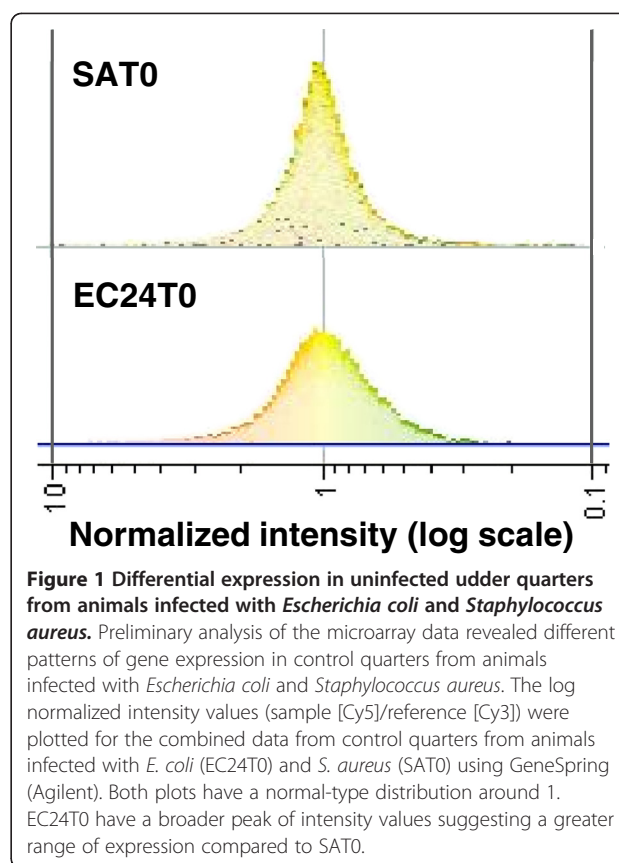 SAT0
EC24T0
10
1
0.1
Normalized intensity (log scale)
Figure 1 Differential expression in uninfected udder quarters
from animals infected with Escherichia coli and Staphylococcus
aureus. Preliminary analysis of the microarray data revealed different
patterns of gene expression in control quarters from animals
infected with Escherichia coli and Staphylococcus aureus. The log
normalized intensity values (sample [Cy5]/reference [Cy3]) were
plotted for the combined data from control quarters from animals
infected with E. coli (EC24T0) and S. aureus (SAT0) using GeneSpring
(Agilent). Both plots have a normal-type distribution around 1.
EC24T0 have a broader peak of intensity values suggesting a greater
range of expression compared to SAT0.